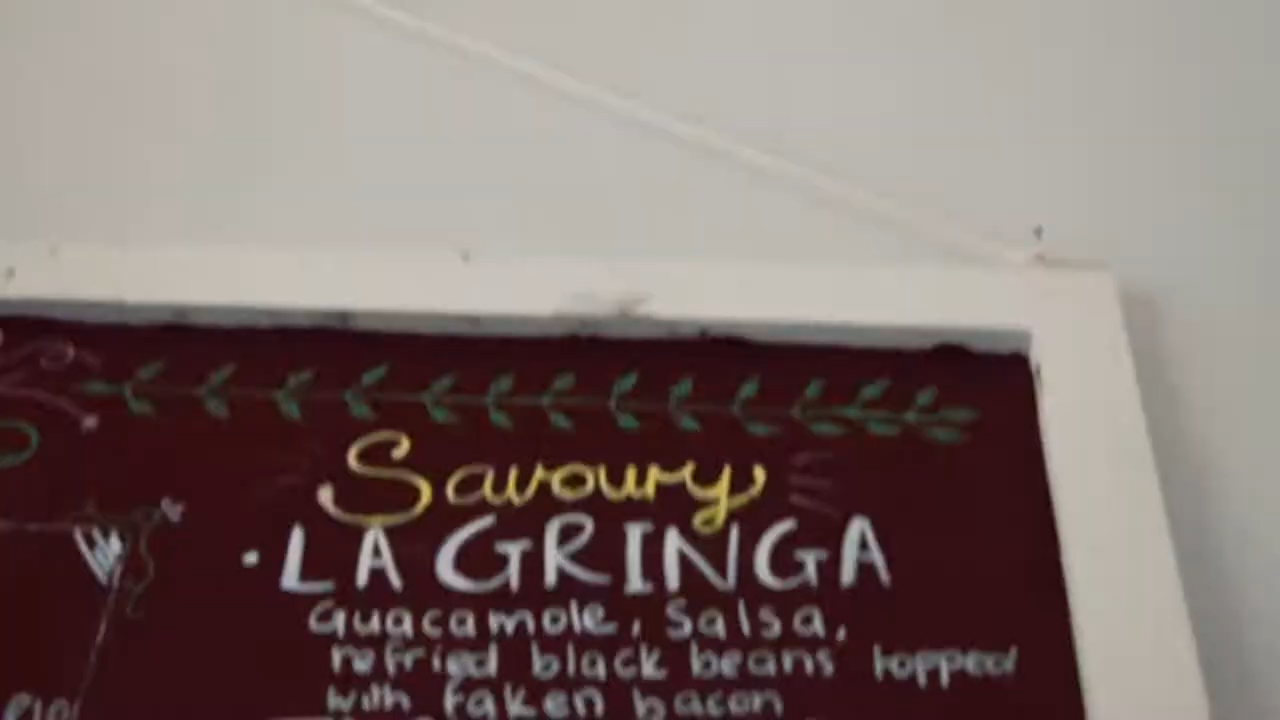 Savoury
· LA GRINGA
Guacamole, Salsa,
refried black beans topped
with faken bacon